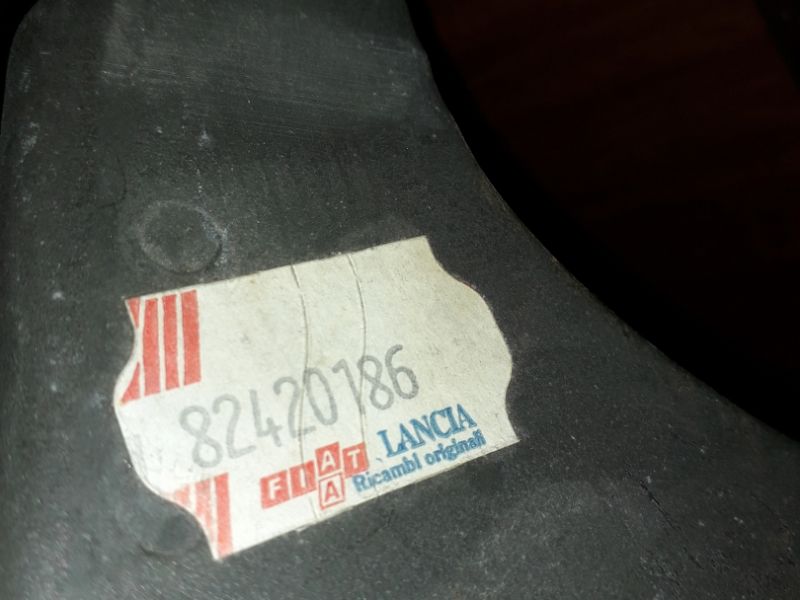 82420186
FIAT LANCIA
A Ricambi originali